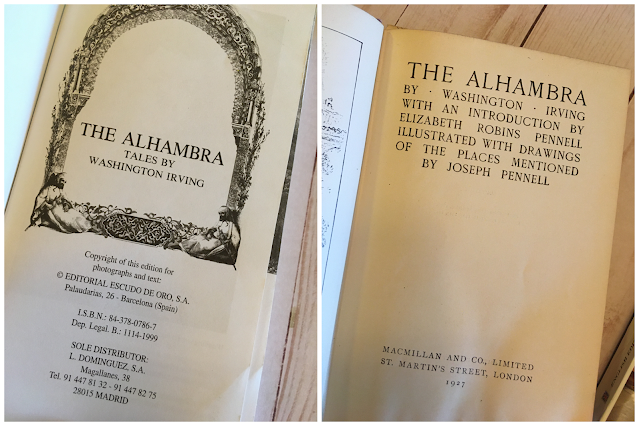 THE ALHAMBRA
TALES BY
WASHINGTON IRVING
Copyright of this edition for
photographs and text:
© EDITORIAL ESCUDO DE ORO, S.A.
Palaudarias, 26 - Barcelona (Spain)
I.S.B.N.: 84-378-0786-7
Dep. Legal. B.: 1114-1999
SOLE DISTRIBUTOR:
L. DOMINGUEZ, S.A.
Magallanes, 38
Tel. 91 447 81 32 - 91 447 82 75
28015 MADRID
THE ALHAMBRA
BY · WASHINGTON · IRVING
WITH AN INTRODUCTION BY
ELIZABETH ROBINS PENNELL
ILLUSTRATED WITH DRAWINGS
OF THE PLACES MENTIONED
BY JOSEPH PENNELL
MACMILLAN AND CO., LIMITED
ST. MARTIN'S STREET, LONDON
1927